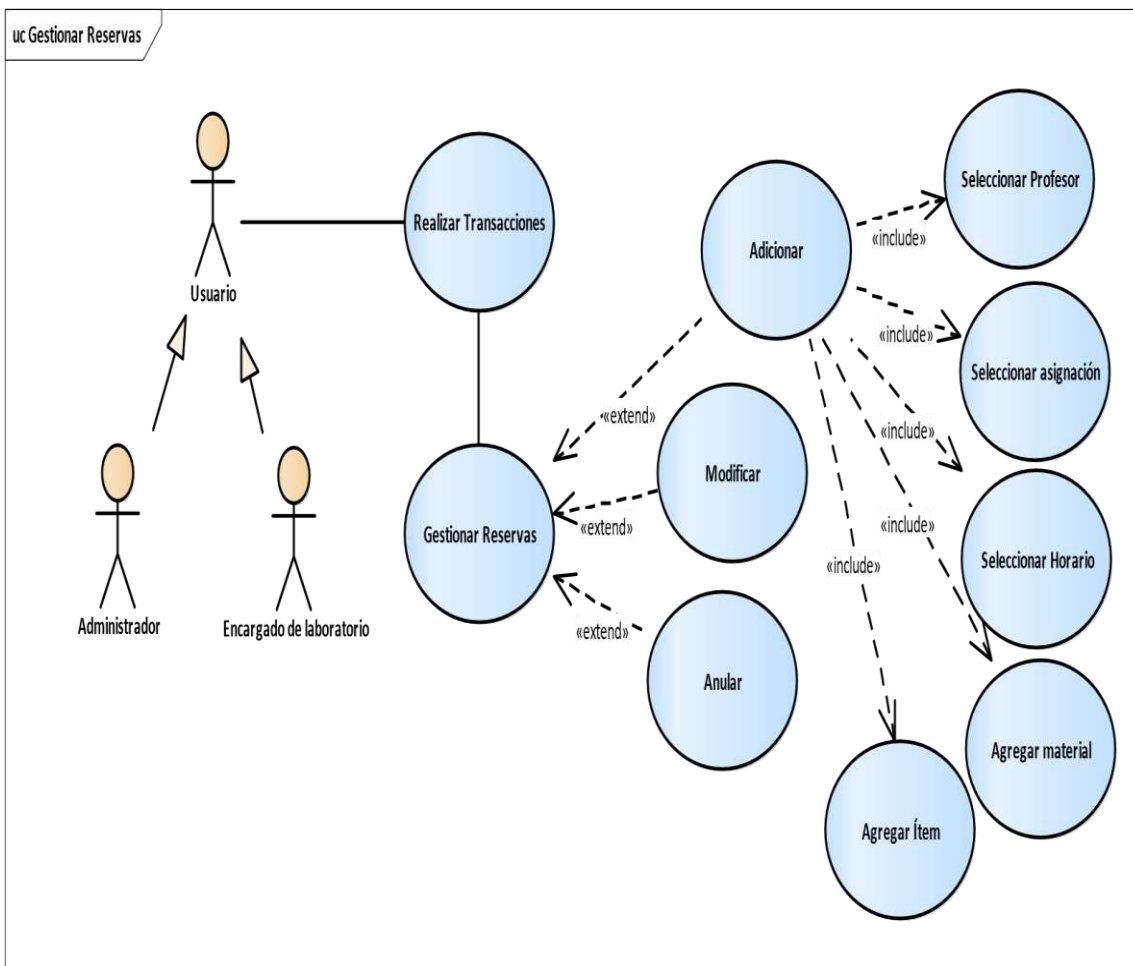 uc Gestionar Reservas
Usuario
Realizar Transacciones
Adicionar
Seleccionar Profesor
«include»
«include»
Seleccionar asignación
«extend»
«include»
Modificar
«include»
Gestionar Reservas
«extend»
«include»
Seleccionar Horario
Administrador
Encargado de laboratorio
«extend»
Anular
Agregar material
Agregar Ítem